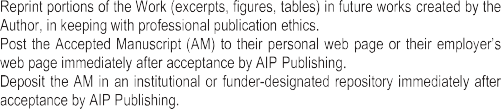 Reprint portions of the Work (excerpts, figures, tables) in future works created by the
Author, in keeping with professional publication ethics.
Post the Accepted Manuscript (AM) to their personal web page or their employer's
web page immediately after acceptance by AIP Publishing.
Deposit the AM in an institutional or funder-designated repository immediately after
acceptance by AIP Publishing.